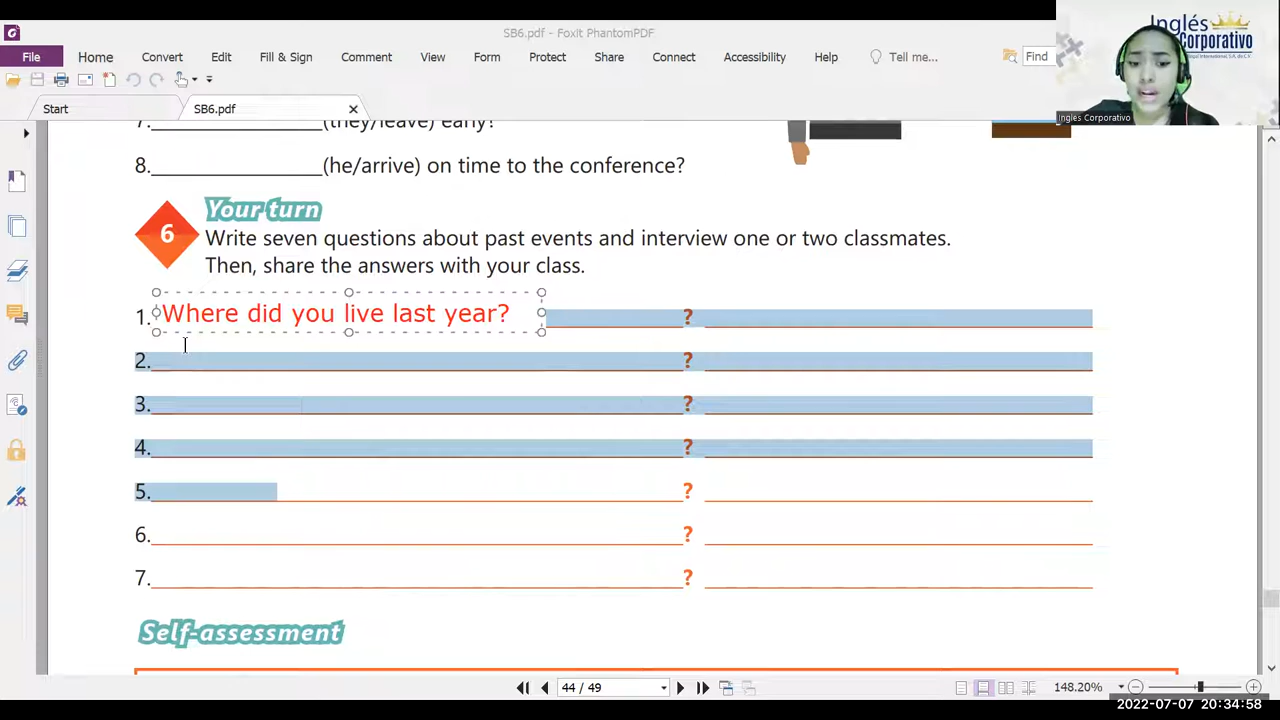 SB6.pdf - Foxit PhantomPDF
File Home Convert Edit Fill & Sign Comment View Form Protect Share Connect Accessibility Help Tell me... Find
Start SB6.pdf
Inglés
Corporativo
Ingles Corporativo
7.________________(they/leave) early?
8.________________(he/arrive) on time to the conference?
Your turn
6
Write seven questions about past events and interview one or two classmates.
Then, share the answers with your class.
1. Where did you live last year? ?
2. ?
3. ?
4. ?
5. ?
6. ?
7. ?
Self-assessment
44 / 49
148.20%
2022-07-07 20:34:58